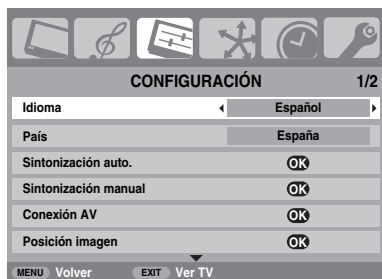 CONFIGURACIÓN 1/2
Idioma Español
País España
Sintonización auto. OK
Sintonización manual OK
Conexión AV OK
Posición imagen OK
MENU Volver EXIT Ver TV